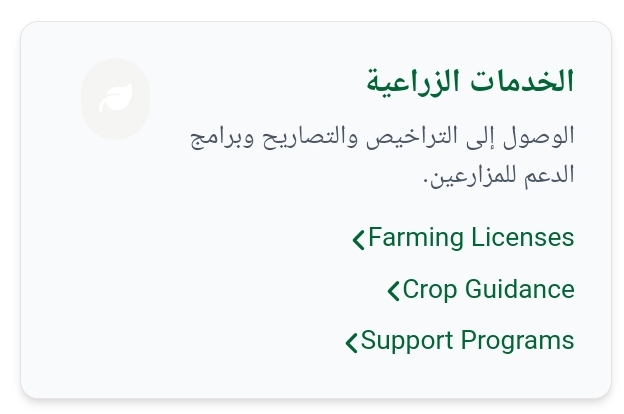 الخدمات الزراعية
الوصول إلى التراخيص والتصاريح وبرامج
الدعم للمزارعين.
Farming Licenses
Crop Guidance
Support Programs